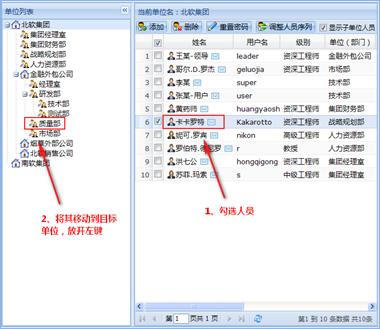 单位列表
北软集团
集团经理室
集团财务部
战略规划部
人力资源部
金融外包公司
经理室
研发部
技术部
测试部
质量部
市场部
烟草外部公司
北软销售公司
南软集团
2、将其移动到目标
单位，放开左键
当前单位名：北软集团
添加 删除 重置密码 调整人员序列 显示子单位人员
姓名 用户名 级别 单位（部门）
1 王某-领导 leader 资深工程师 金融外包公司
2 哥尔.D.罗杰 geluojia 资深工程师 市场部
3 李某 super 技术部
4 张某-用户 user 技术部
5 黄药师 huangyaosh 集团财务部
6 卡卡罗特 Kakarotto 资深工程师 战略规划部
7 妮可.罗宾 nikon 高级工程师 人力资源部
8 罗伯特.德尼罗 r 教授 人力资源部
9 洪七公 hongqigong 资深工程师 集团经理室
10 苏菲.玛索 s 中级工程师 集团经理室
1、勾选人员
第1 页共 1 页
第1 到 10 条数据 共10条